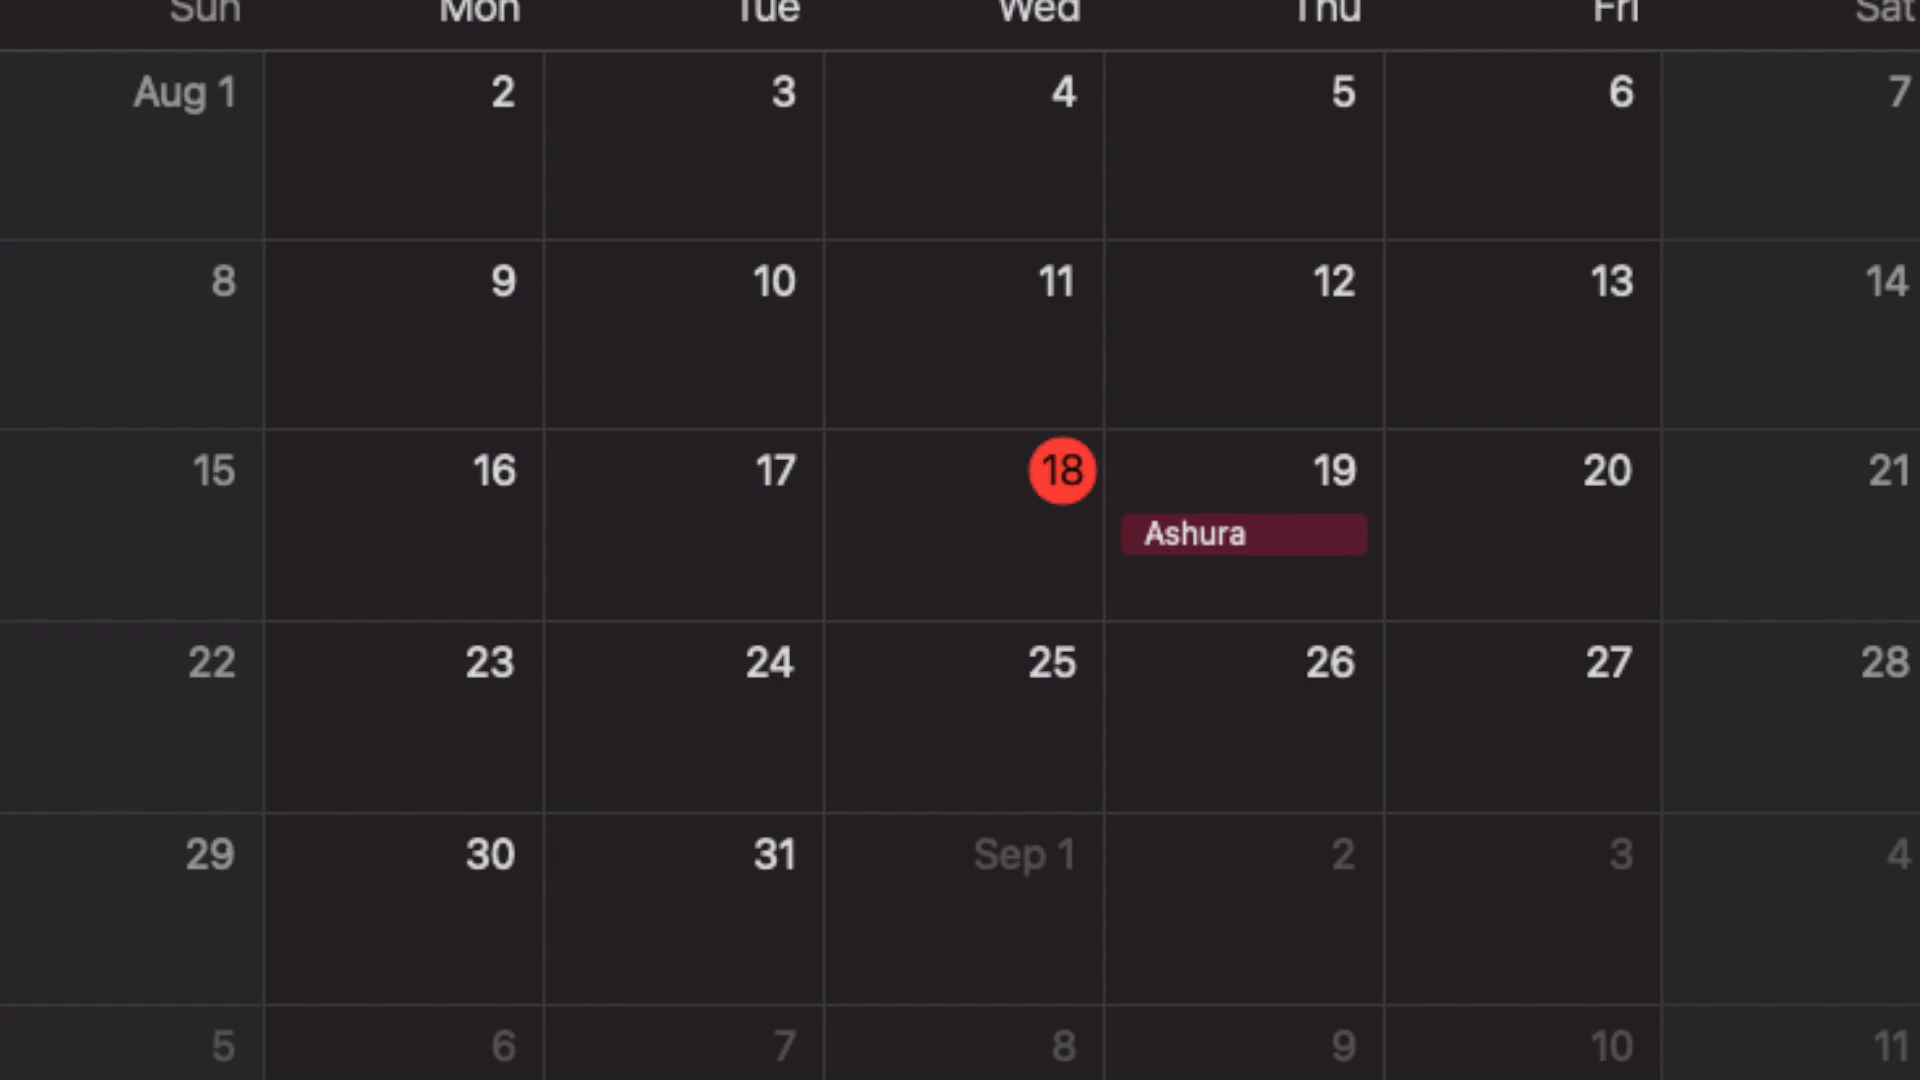 Sun Mon Tue Wed Thu Fri Sat
Aug 1 2 3 4 5 6 7
8 9 10 11 12 13 14
15 16 17 18 19 20 21
Ashura
22 23 24 25 26 27 28
29 30 31 Sep 1 2 3 4
5 6 7 8 9 10 11